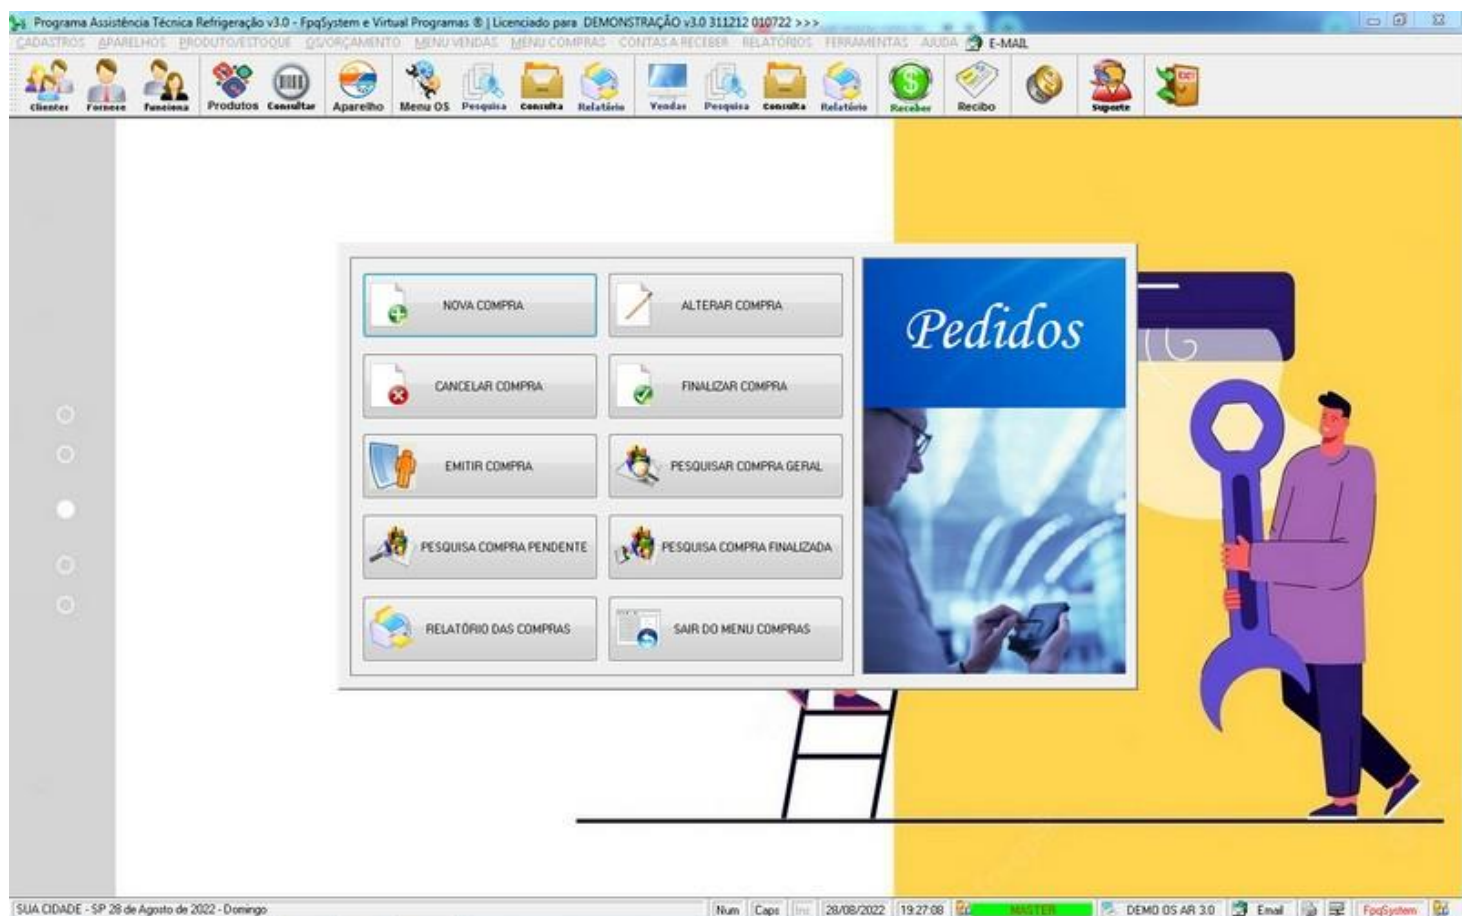 Programa Assistência Técnica Refrigeração v3.0 - FpqSystem e Virtual Programas ® | Licenciado para DEMONSTRAÇÃO v3.0 311212 010722 >>>
CADASTROS APARELHOS PRODUTO/ESTOQUE OS/ORÇAMENTO MENU VENDAS MENU COMPRAS CONTAS A RECEBER RELATÓRIOS FERRAMENTAS AJUDA E-MAIL
Clientes Fornece Funciona Produtos Consultar Aparelho Menu OS Pesquisa Consulta Relatório Vendas Pesquisa Consulta Relatório Receber Recibo Suporte EXIT
NOVA COMPRA ALTERAR COMPRA
Pedidos
CANCELAR COMPRA FINALIZAR COMPRA
EMITIR COMPRA PESQUISAR COMPRA GERAL
PESQUISA COMPRA PENDENTE PESQUISA COMPRA FINALIZADA
RELATÓRIO DAS COMPRAS SAIR DO MENU COMPRAS
SUA CIDADE - SP 28 de Agosto de 2022 - Domingo Num Caps Ins 28/08/2022 19:27:08 MASTER DEMO OS AR 3.0 Email FpqSystem